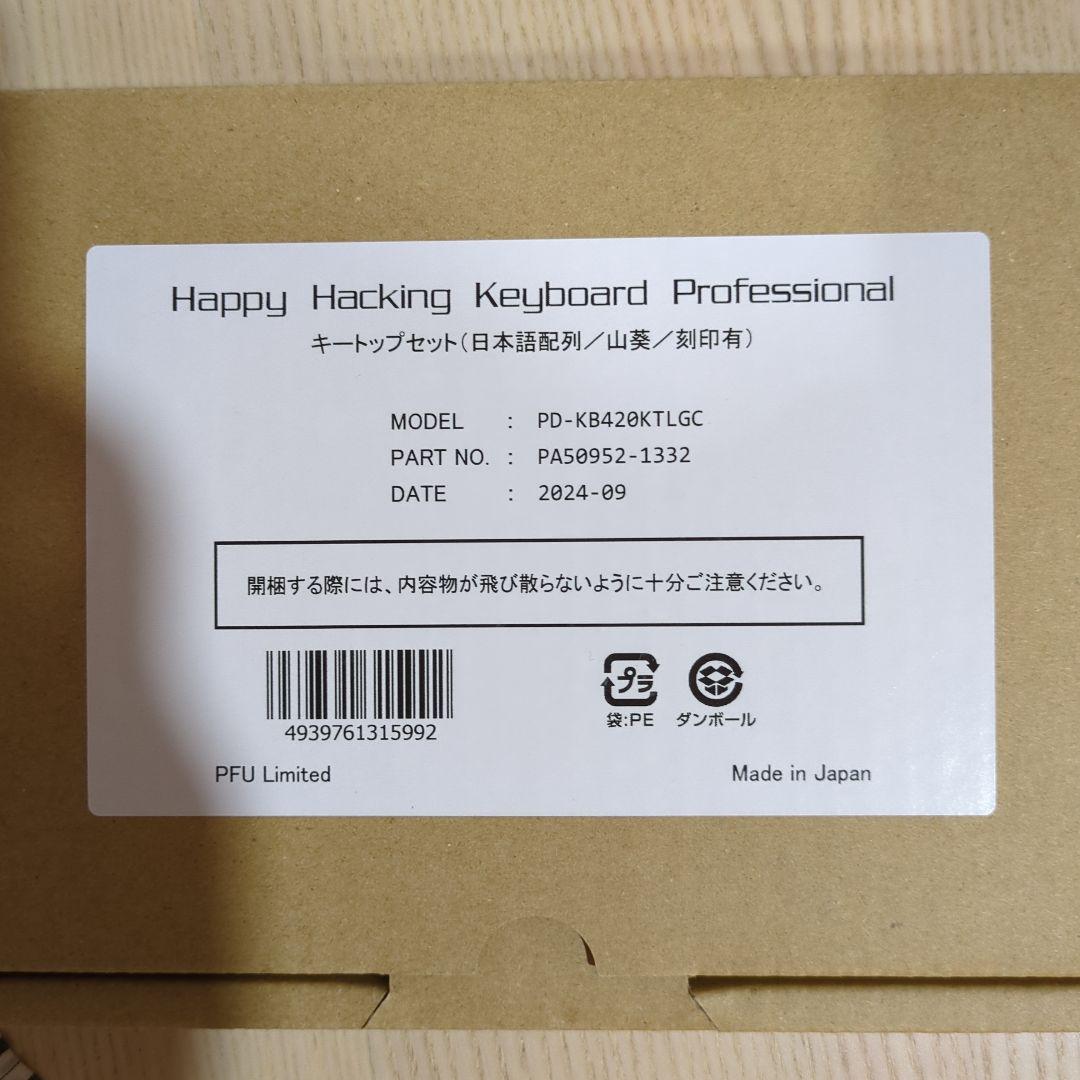 Happy Hacking Keyboard Professional
キートップセット（日本語配列／山葵／刻印有）
MODEL : PD-KB420KTLGC
PART NO. : PA50952-1332
DATE : 2024-09
開梱する際には、内容物が飛び散らないように十分ご注意ください。
プラ
袋:PE ダンボール
4939761315992
PFU Limited Made in Japan